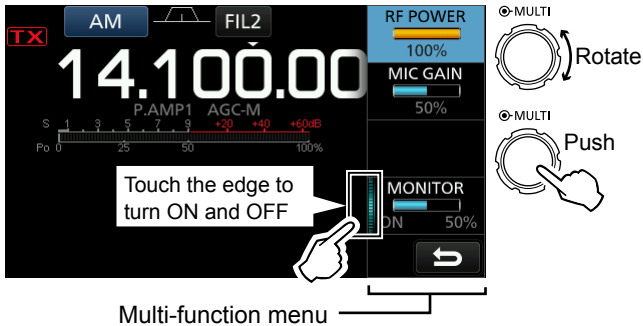 AM FIL2 RF POWER
TX
100%
14.100.00
MIC GAIN
50%
P.AMP1 AGC-M
S 1 3 5 7 9 +20 +40 +60dB
Po 0 25 50 100%
Touch the edge to
turn ON and OFF
MONITOR
ON 50%
Multi-function menu
MULTI
Rotate
MULTI
Push